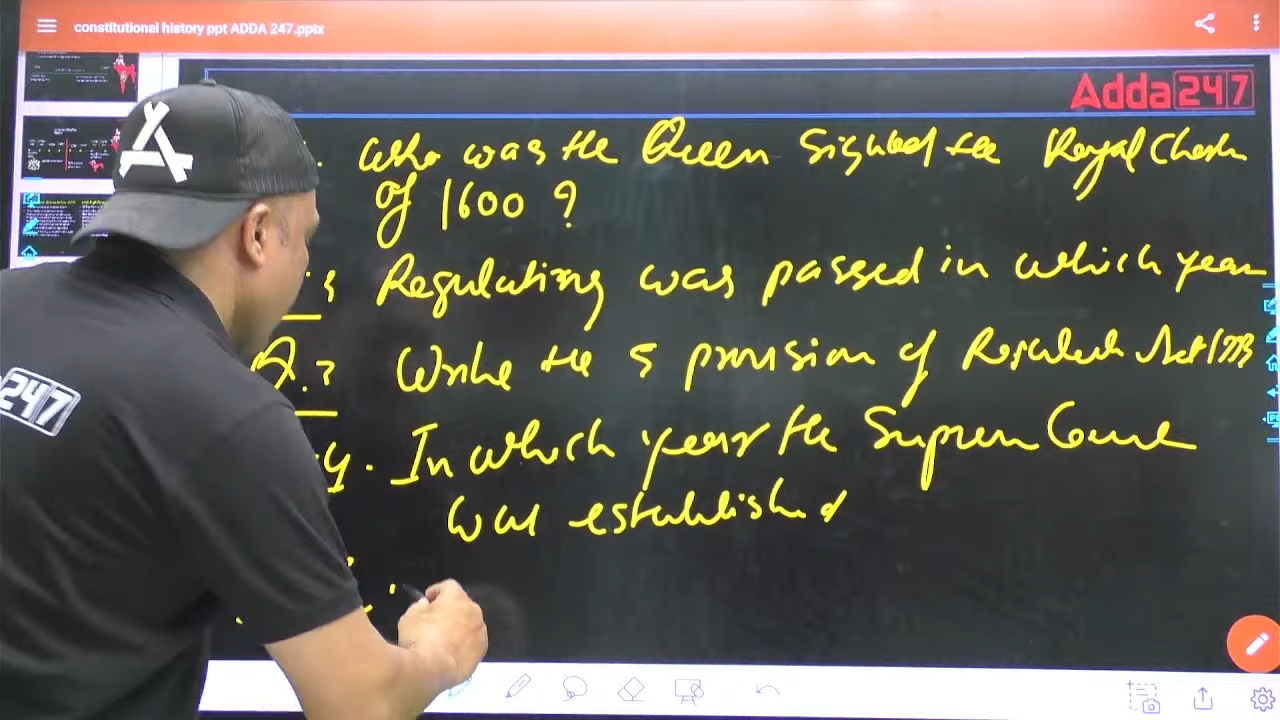 constitutional history ppt ADDA 247.pptx
Adda247
Who was the Queen signed the Royal Charter
of 1600 ?
Regulating was passed in which year
Q.3 Write the 5 provision of Act 1773
4. In which year the Supreme Court
was established
247